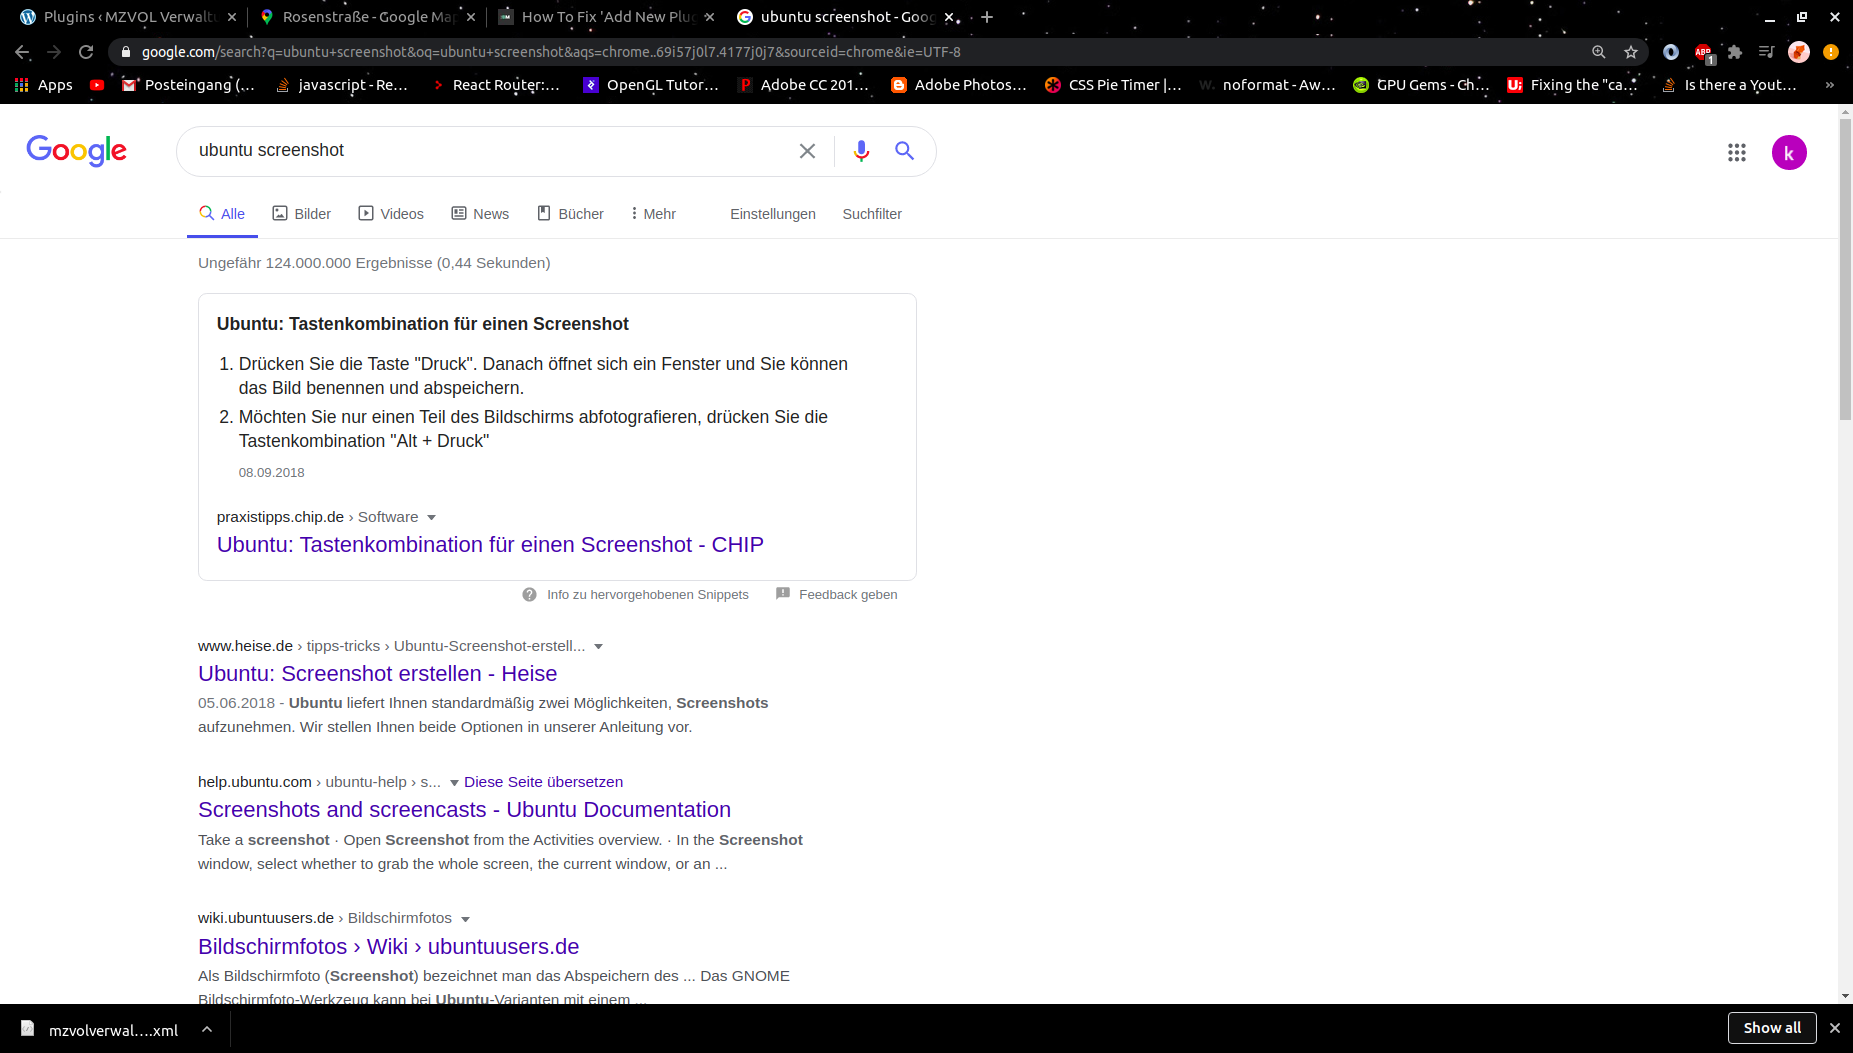 Plugins ‹ MZVOL Verwaltu
Rosenstraße - Google Map
How To Fix 'Add New Plug
ubuntu screenshot - Goog
google.com/search?q=ubuntu+screenshot&oq=ubuntu+screenshot&aqs=chrome..69i57j0l7.4177j0j7&sourceid=chrome&ie=UTF-8
ABP
1
Apps
Posteingang (...
javascript - Re...
React Router:...
OpenGL Tutor...
Adobe CC 201...
Adobe Photos...
CSS Pie Timer |...
noformat - Aw...
GPU Gems - Ch...
Fixing the "ca...
Is there a Yout...
»
Google
ubuntu screenshot
k
Alle
Bilder
Videos
News
Bücher
Mehr
Einstellungen
Suchfilter
Ungefähr 124.000.000 Ergebnisse (0,44 Sekunden)
Ubuntu: Tastenkombination für einen Screenshot
1. Drücken Sie die Taste "Druck". Danach öffnet sich ein Fenster und Sie können
das Bild benennen und abspeichern.
2. Möchten Sie nur einen Teil des Bildschirms abfotografieren, drücken Sie die
Tastenkombination "Alt + Druck"
08.09.2018
praxistipps.chip.de › Software
Ubuntu: Tastenkombination für einen Screenshot - CHIP
Info zu hervorgehobenen Snippets
Feedback geben
www.heise.de › tipps-tricks › Ubuntu-Screenshot-erstell...
Ubuntu: Screenshot erstellen - Heise
05.06.2018 - Ubuntu liefert Ihnen standardmäßig zwei Möglichkeiten, Screenshots
aufzunehmen. Wir stellen Ihnen beide Optionen in unserer Anleitung vor.
help.ubuntu.com › ubuntu-help › s... Diese Seite übersetzen
Screenshots and screencasts - Ubuntu Documentation
Take a screenshot · Open Screenshot from the Activities overview. · In the Screenshot
window, select whether to grab the whole screen, the current window, or an ...
wiki.ubuntuusers.de › Bildschirmfotos
Bildschirmfotos › Wiki › ubuntuusers.de
Als Bildschirmfoto (Screenshot) bezeichnet man das Abspeichern des ... Das GNOME
Bildschirmfoto-Werkzeug kann bei Ubuntu-Varianten mit einem ...
mzvolverwal....xml
Show all